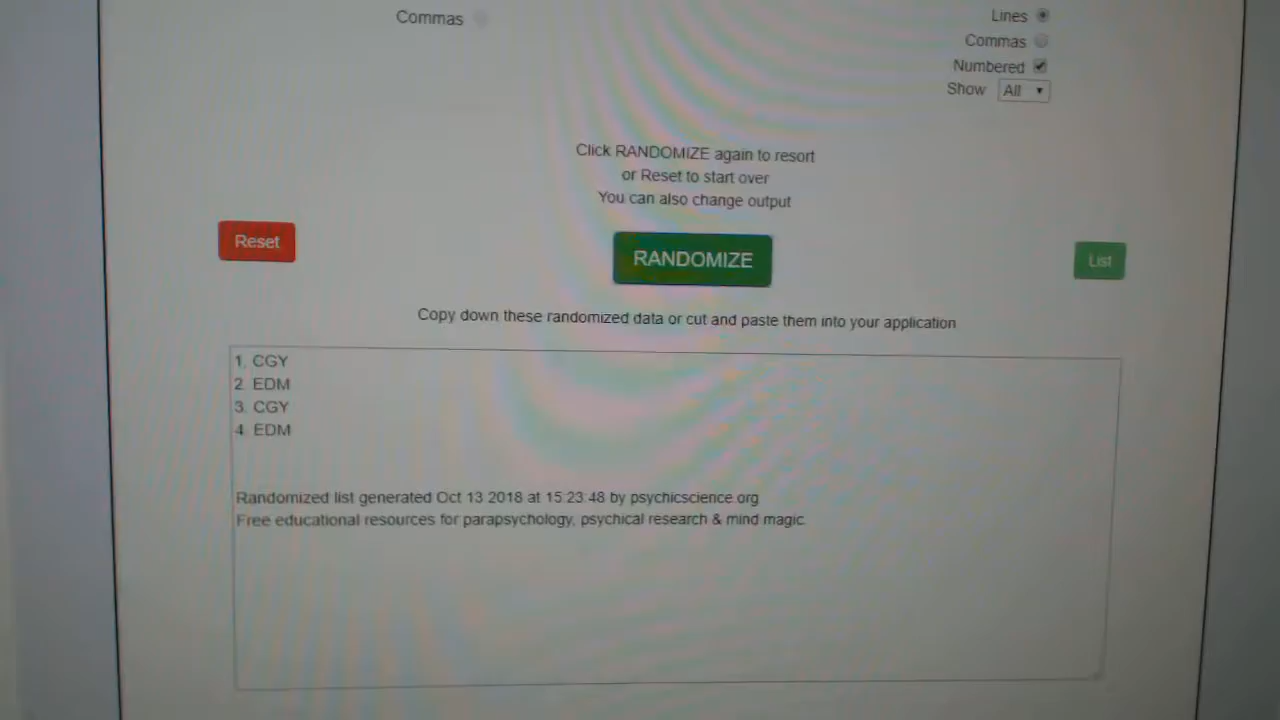 Commas
Lines
Commas
Numbered
Show All
Click RANDOMIZE again to resort
or Reset to start over
You can also change output
Reset
RANDOMIZE
List
Copy down these randomized data or cut and paste them into your application
1. CGY
2. EDM
3. CGY
4. EDM
Randomized list generated Oct 13 2018 at 15:23:48 by psychicscience.org
Free educational resources for parapsychology, psychical research & mind magic.